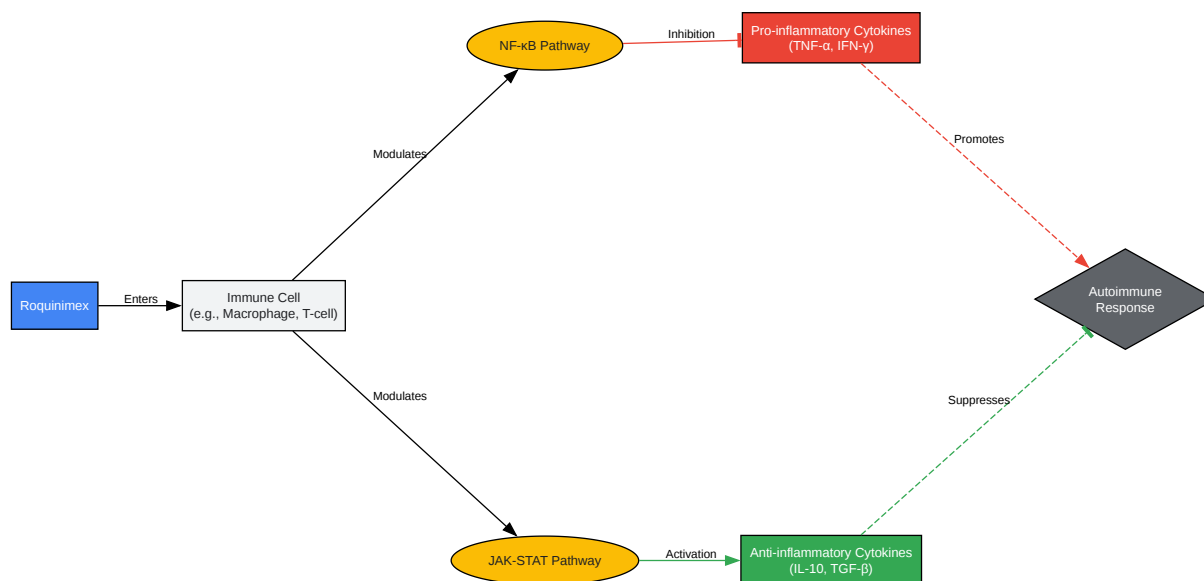 NF-κB Pathway
Inhibition
Pro-inflammatory Cytokines
(TNF-α, IFN-γ)
Modulates
Promotes
Roquinimex
Enters
Immune Cell
(e.g., Macrophage, T-cell)
Autoimmune
Response
Modulates
Suppresses
JAK-STAT Pathway
Activation
Anti-inflammatory Cytokines
(IL-10, TGF-β)